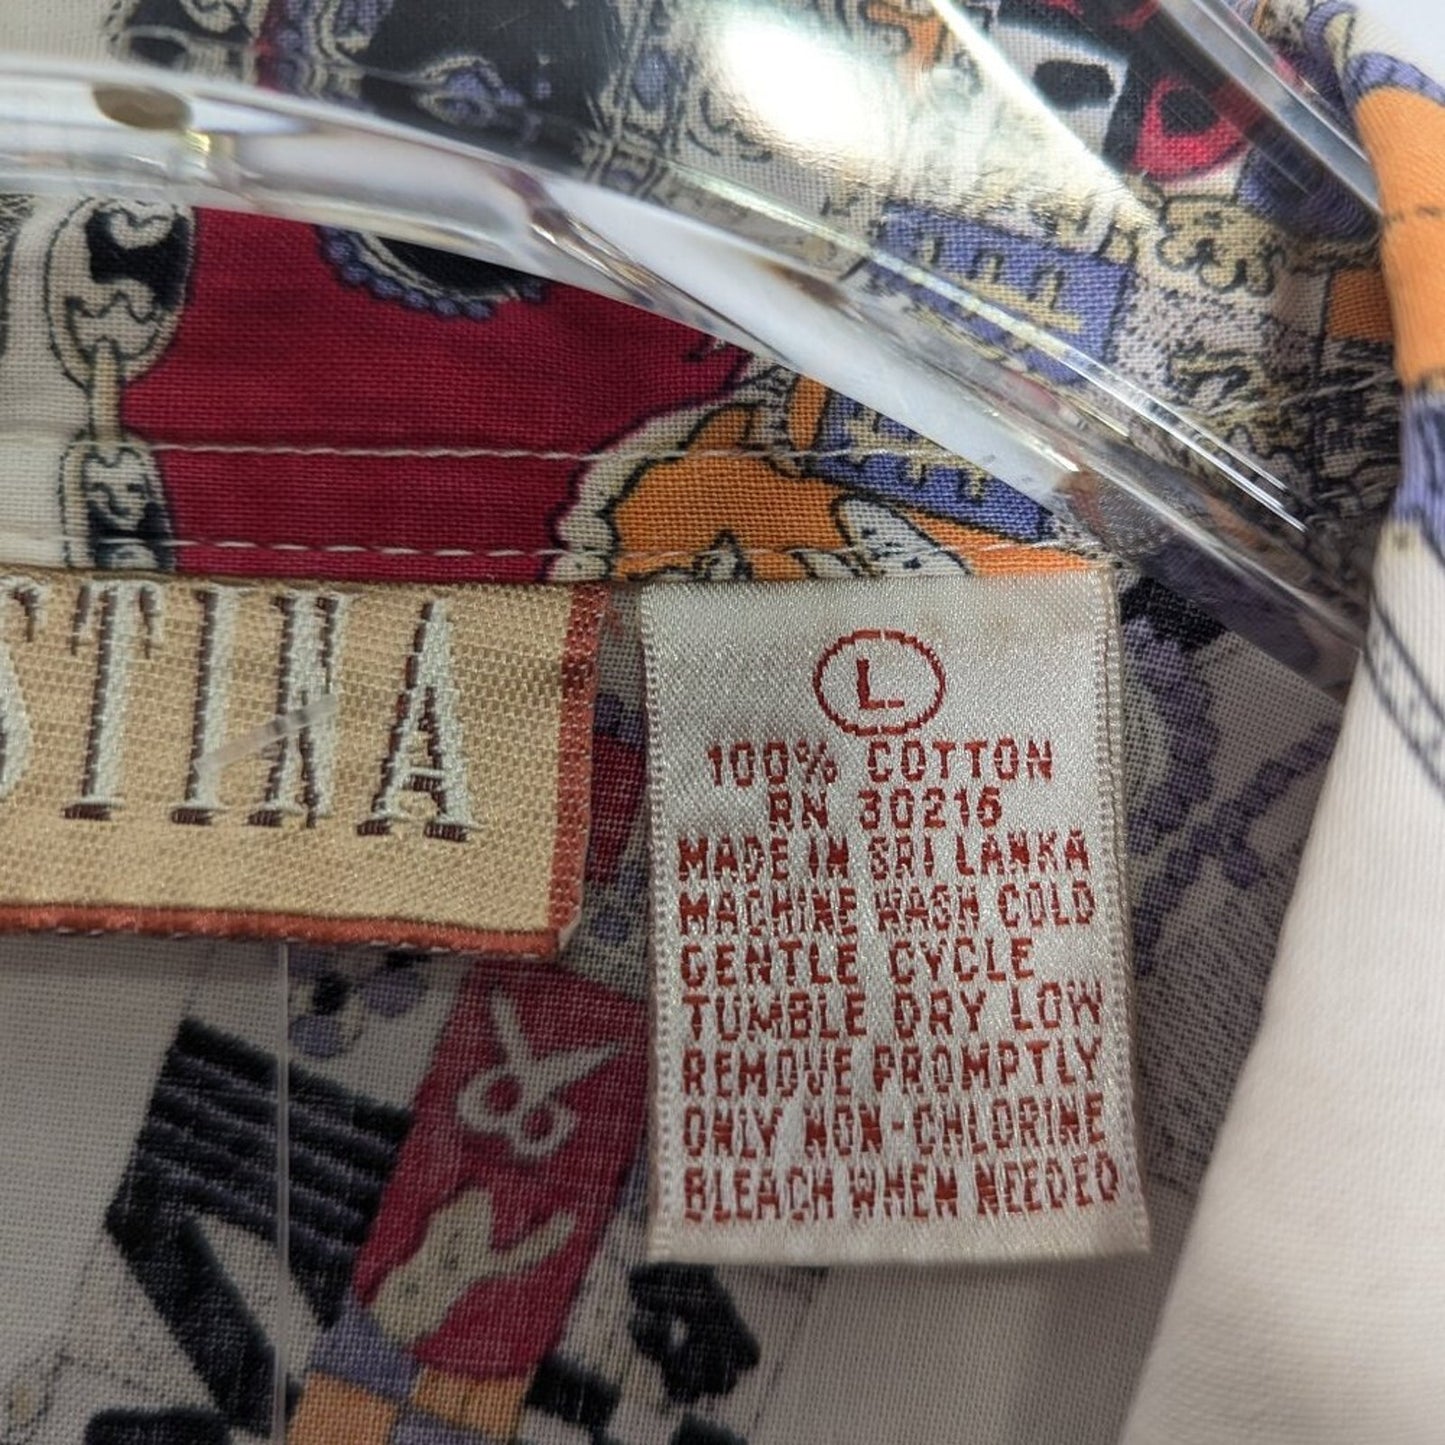 STINA
L
100% COTTON
RN 30216
MADE IN SRI LANKA
MACHINE WASH COLD
GENTLE CYCLE
TUMBLE DRY LOW
REMOVE PROMPTLY
ONLY NON-CHLORINE
BLEACH WHEN NEEDED